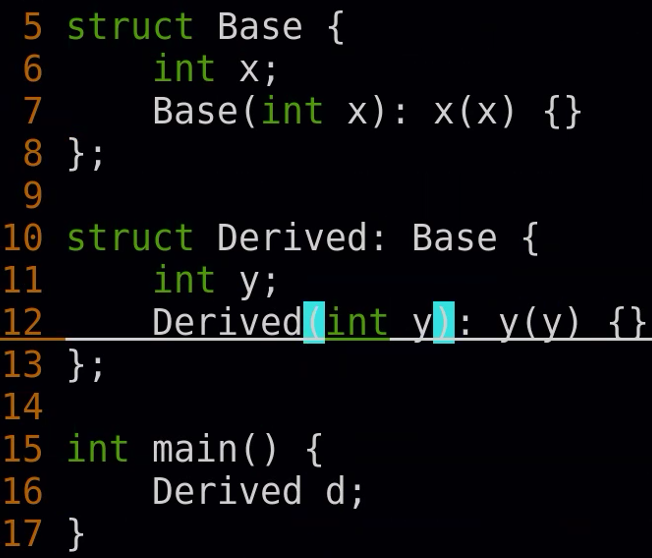 5 struct Base {
6     int x;
7     Base(int x): x(x) {}
8 };
9
10 struct Derived: Base {
11     int y;
12     Derived(int y): y(y) {}
13 };
14
15 int main() {
16     Derived d;
17 }